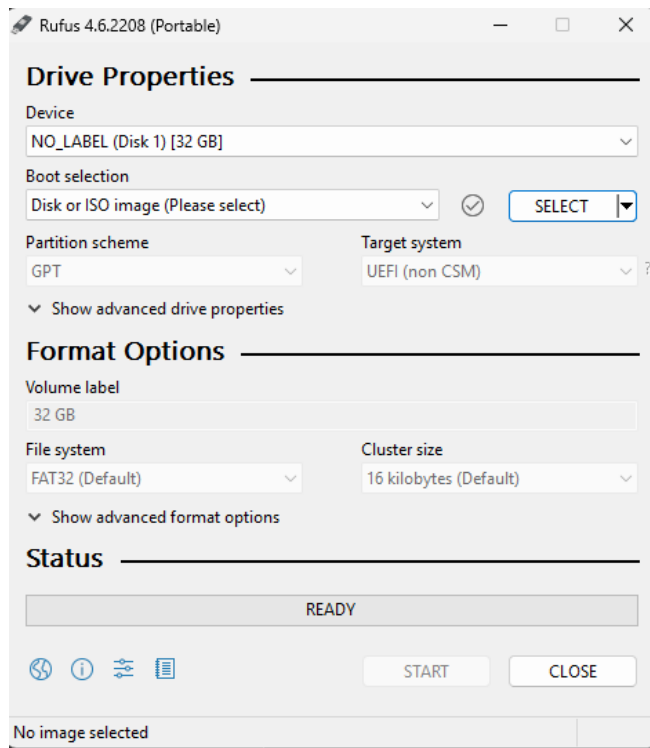 Rufus 4.6.2208 (Portable)
Drive Properties
Device
NO_LABEL (Disk 1) [32 GB]
Boot selection
Disk or ISO image (Please select)
SELECT
Partition scheme
Target system
GPT
UEFI (non CSM)
?
Show advanced drive properties
Format Options
Volume label
32 GB
File system
Cluster size
FAT32 (Default)
16 kilobytes (Default)
Show advanced format options
Status
READY
START
CLOSE
No image selected